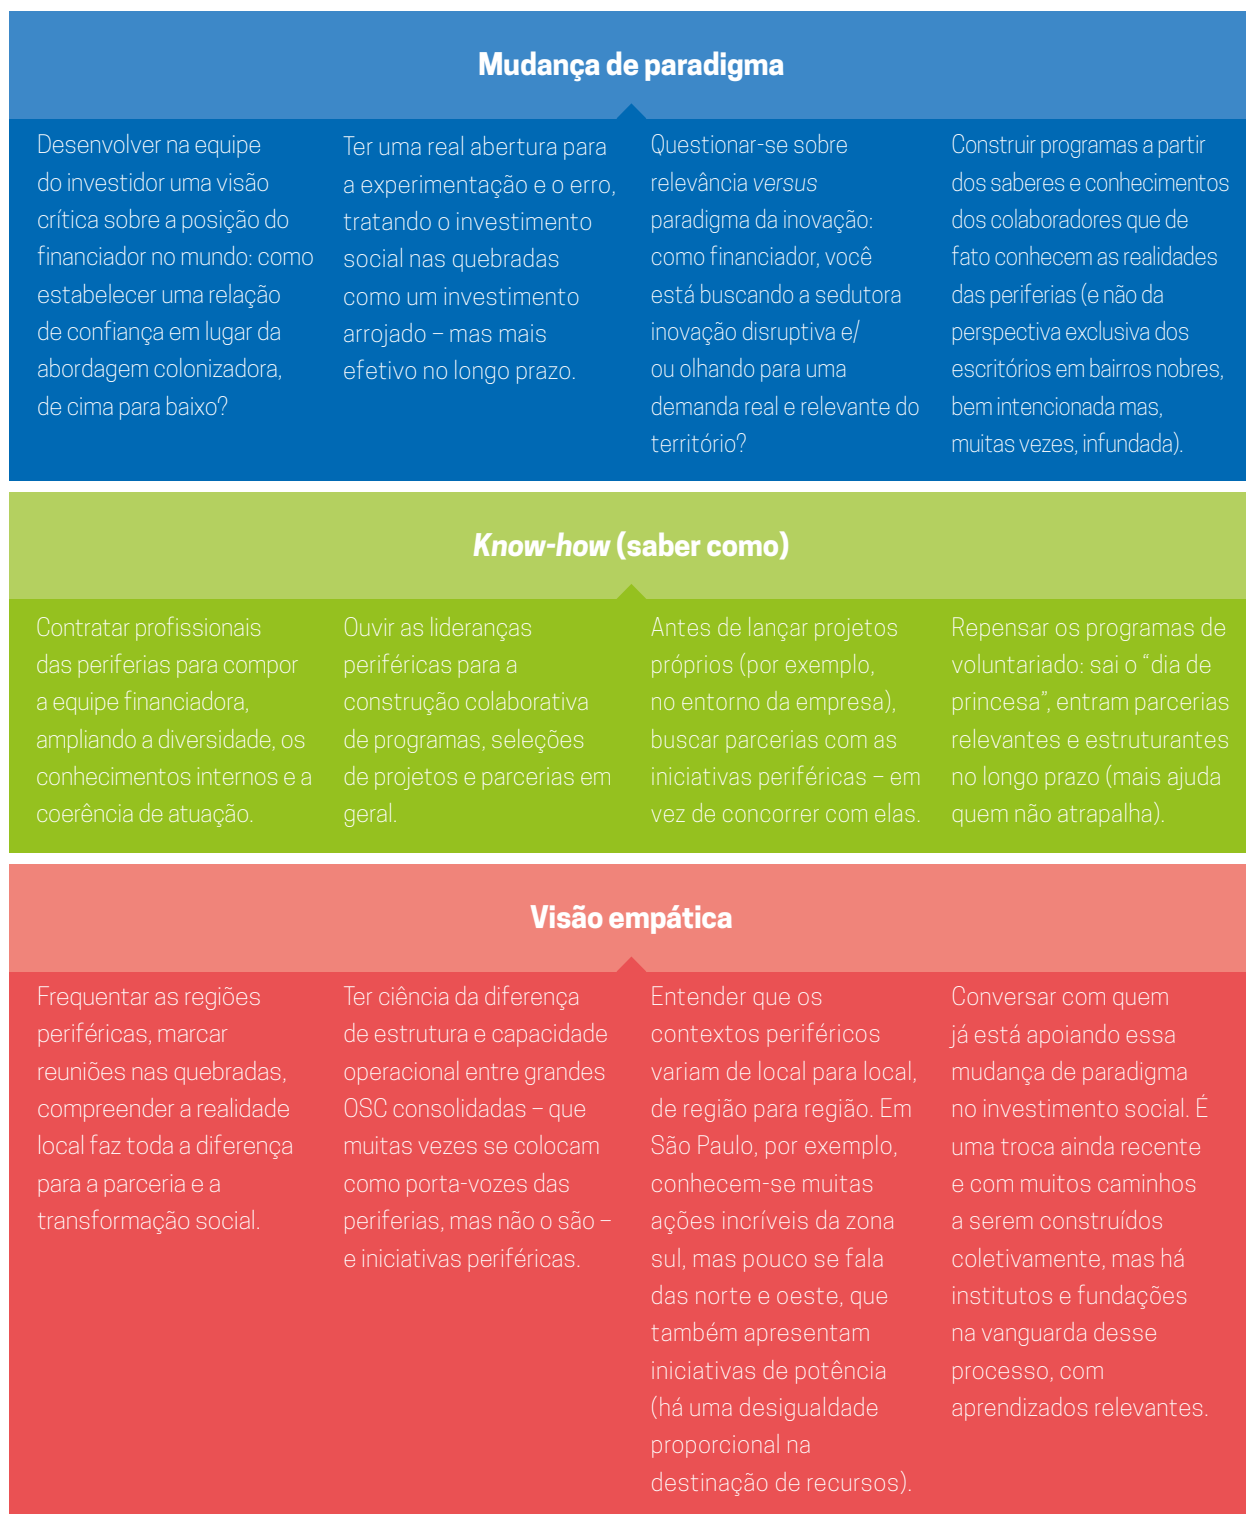 Mudança de paradigma
Desenvolver na equipe
do investidor uma visão
crítica sobre a posição do
financiador no mundo: como
estabelecer uma relação
de confiança em lugar da
abordagem colonizadora,
de cima para baixo?
Ter uma real abertura para
a experimentação e o erro,
tratando o investimento
social nas quebradas
como um investimento
arrojado – mas mais
efetivo no longo prazo.
Questionar-se sobre
relevância versus
paradigma da inovação:
como financiador, você
está buscando a sedutora
inovação disruptiva e/
ou olhando para uma
demanda real e relevante do
território?
Construir programas a partir
dos saberes e conhecimentos
dos colaboradores que de
fato conhecem as realidades
das periferias (e não da
perspectiva exclusiva dos
escritórios em bairros nobres,
bem intencionada mas,
muitas vezes, infundada).
Know-how (saber como)
Contratar profissionais
das periferias para compor
a equipe financiadora,
ampliando a diversidade, os
conhecimentos internos e a
coerência de atuação.
Ouvir as lideranças
periféricas para a
construção colaborativa
de programas, seleções
de projetos e parcerias em
geral.
Antes de lançar projetos
próprios (por exemplo,
no entorno da empresa),
buscar parcerias com as
iniciativas periféricas – em
vez de concorrer com elas.
Repensar os programas de
voluntariado: sai o “dia de
princesa”, entram parcerias
relevantes e estruturantes
no longo prazo (mais ajuda
quem não atrapalha).
Visão empática
Frequentar as regiões
periféricas, marcar
reuniões nas quebradas,
compreender a realidade
local faz toda a diferença
para a parceria e a
transformação social.
Ter ciência da diferença
de estrutura e capacidade
operacional entre grandes
OSC consolidadas – que
muitas vezes se colocam
como porta-vozes das
periferias, mas não o são –
e iniciativas periféricas.
Entender que os
contextos periféricos
variam de local para local,
de região para região. Em
São Paulo, por exemplo,
conhecem-se muitas
ações incríveis da zona
sul, mas pouco se fala
das norte e oeste, que
também apresentam
iniciativas de potência
(há uma desigualdade
proporcional na
destinação de recursos).
Conversar com quem
já está apoiando essa
mudança de paradigma
no investimento social. É
uma troca ainda recente
e com muitos caminhos
a serem construídos
coletivamente, mas há
institutos e fundações
na vanguarda desse
processo, com
aprendizados relevantes.